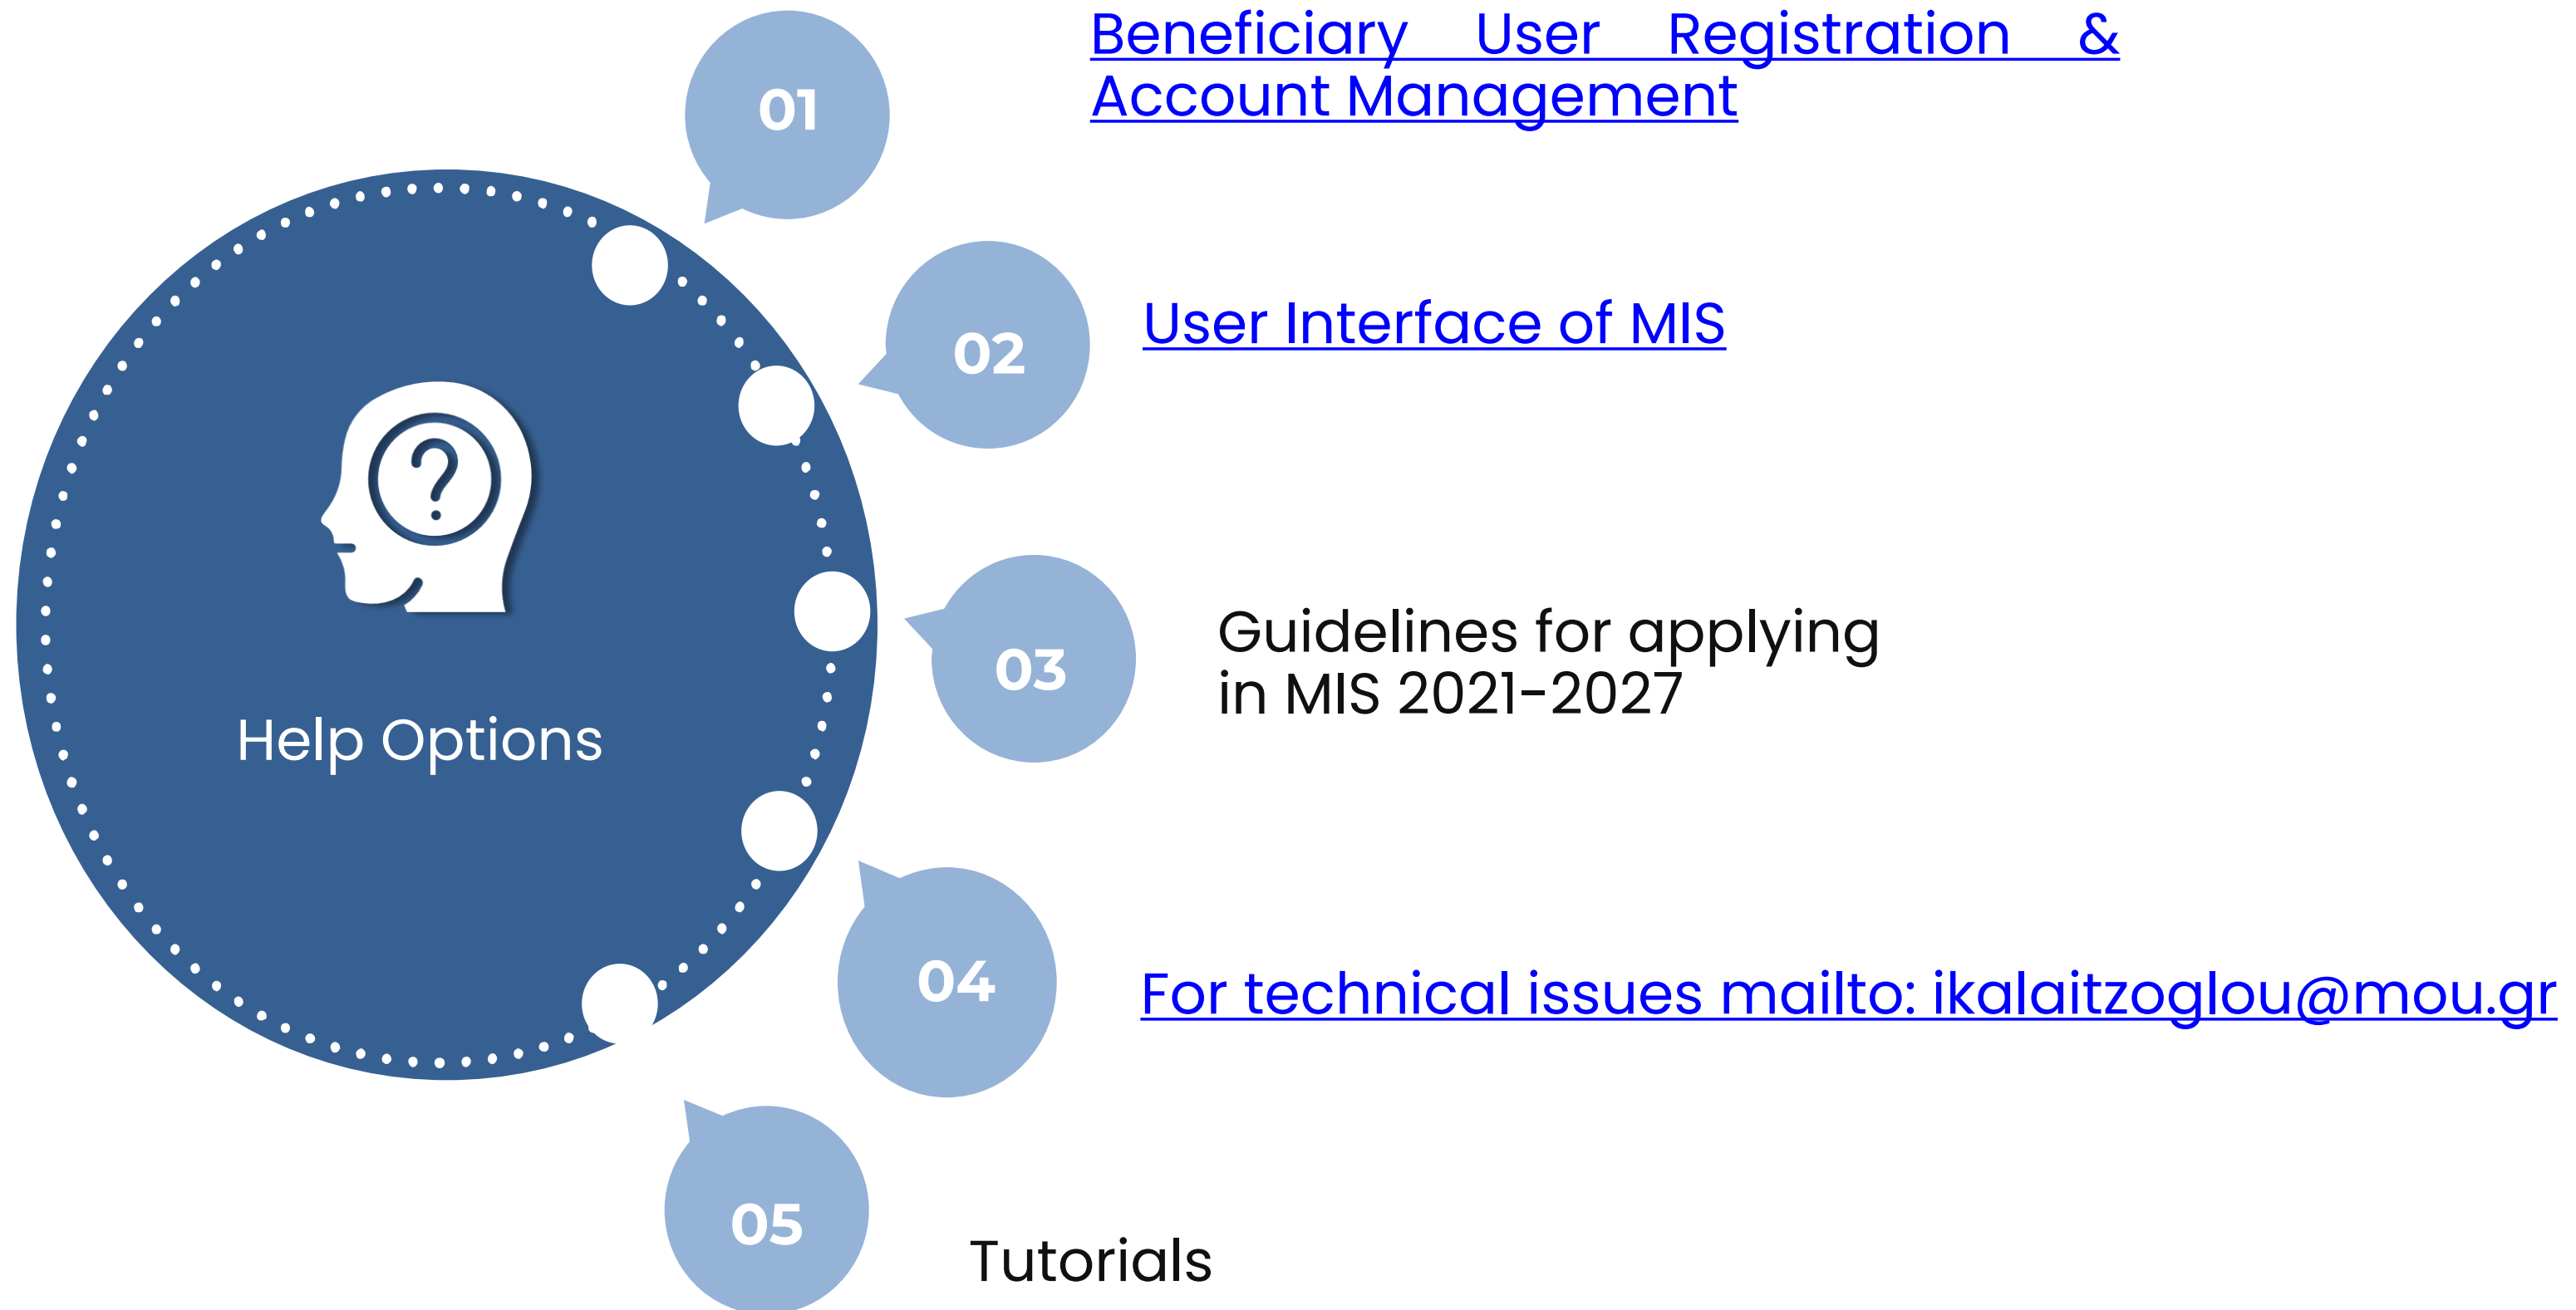 01
Beneficiary User Registration &
Account Management
02
User Interface of MIS
Help Options
03
Guidelines for applying
in MIS 2021-2027
04
For technical issues mailto: ikalaitzoglou@mou.gr
05
Tutorials